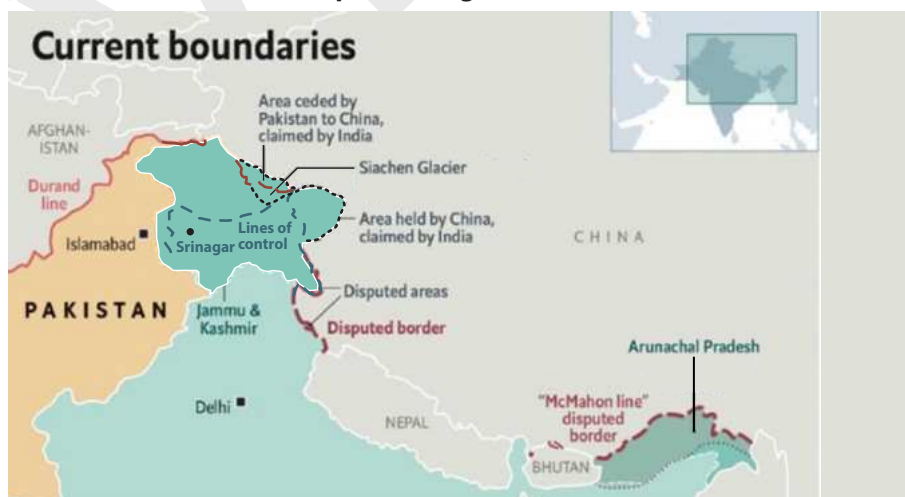 Current boundaries
Area ceded by
Pakistan to China,
claimed by India
AFGHAN-
ISTAN
Siachen Glacier
Durand
line
Area held by China,
claimed by India
Lines of
control
Islamabad
Srinagar
CHINA
Disputed areas
PAKISTAN
Jammu &
Kashmir
Disputed border
Arunachal Pradesh
Delhi
"McMahon line"
disputed
border
NEPAL
BHUTAN